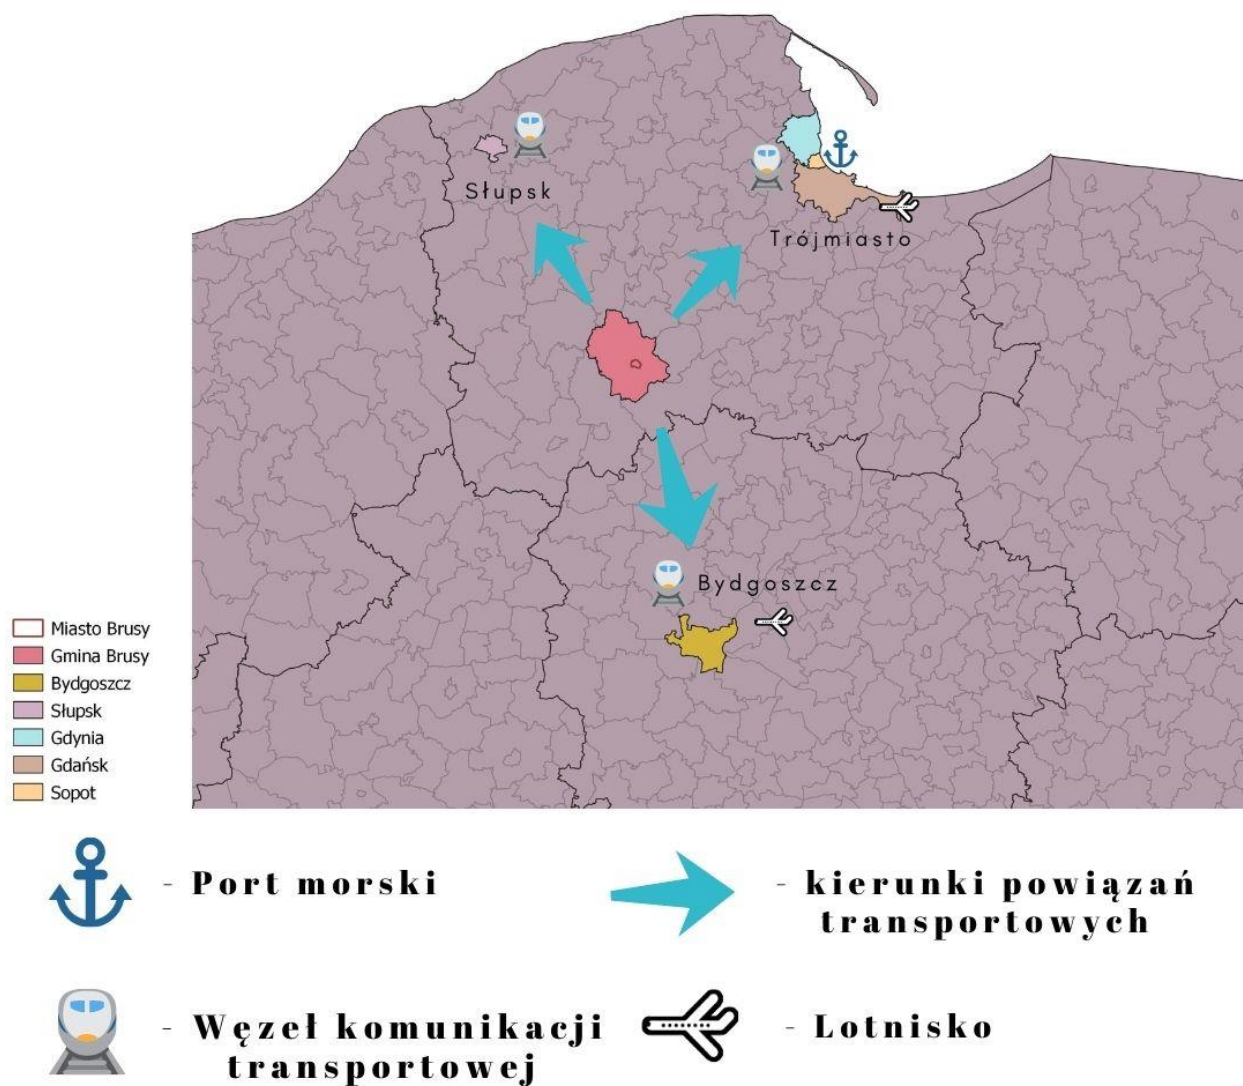 Słupsk
Trójmiasto
Bydgoszcz
Miasto Brusy
Gmina Brusy
Bydgoszcz
Słupsk
Gdynia
Gdańsk
Sopot
- Port morski
- kierunki powiązań
transportowych
- Węzeł komunikacji
transportowej
- Lotnisko